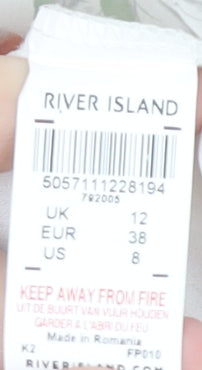 RIVER ISLAND
5057111228194
792005
UK 12
EUR 38
US 8
KEEP AWAY FROM FIRE
UIT DE BUURT VAN VUUR HOUDEN
GARDER A L'ABRI DU FEU
Made in Romania
K2 FP010
RIVERISLAND.COM